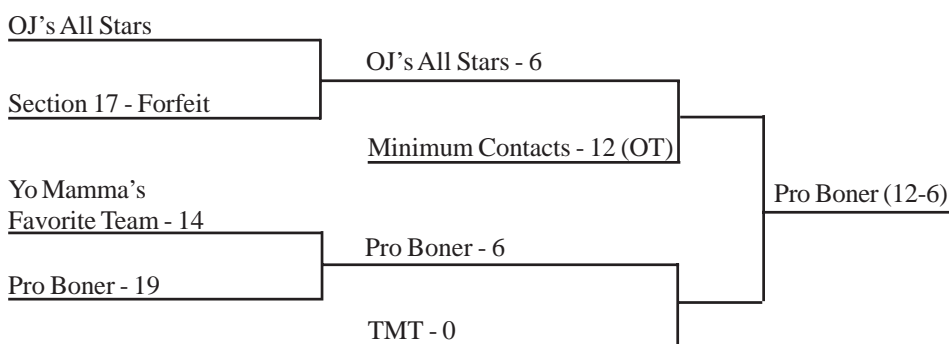 OJ's All Stars
Section 17 - Forfeit
Yo Mamma's
Favorite Team - 14
Pro Boner - 19
OJ's All Stars - 6
Minimum Contacts - 12 (OT)
Pro Boner - 6
TMT - 0
Pro Boner (12-6)